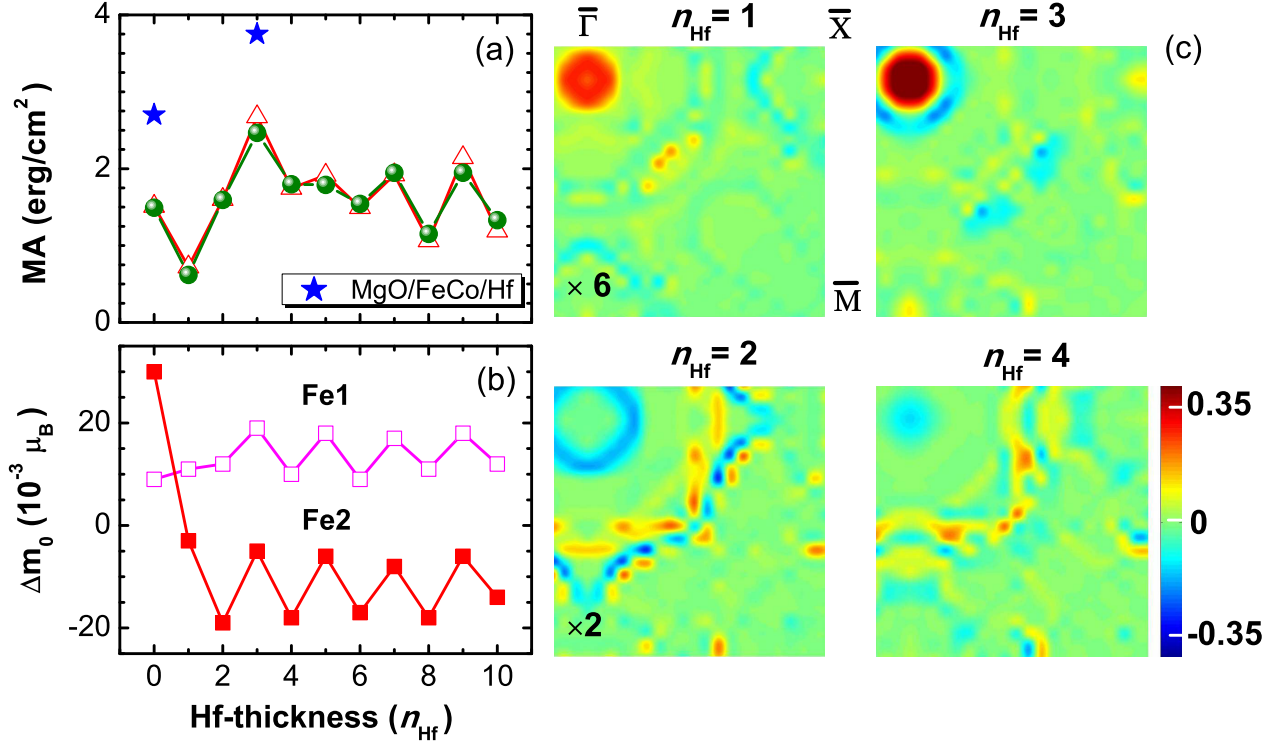 4
2
0
MA (erg/cm²)
(a)
MgO/FeCo/Hf
20
0
-20
Δm₀ (10⁻³ μ_B)
(b)
Fe1
Fe2
0 2 4 6 8 10
Hf-thickness (n_Hf)
Γ̅ n_Hf = 1 X̅ n_Hf = 3 (c)
× 6
M̅
n_Hf = 2 n_Hf = 4
×2
0.35
0
-0.35